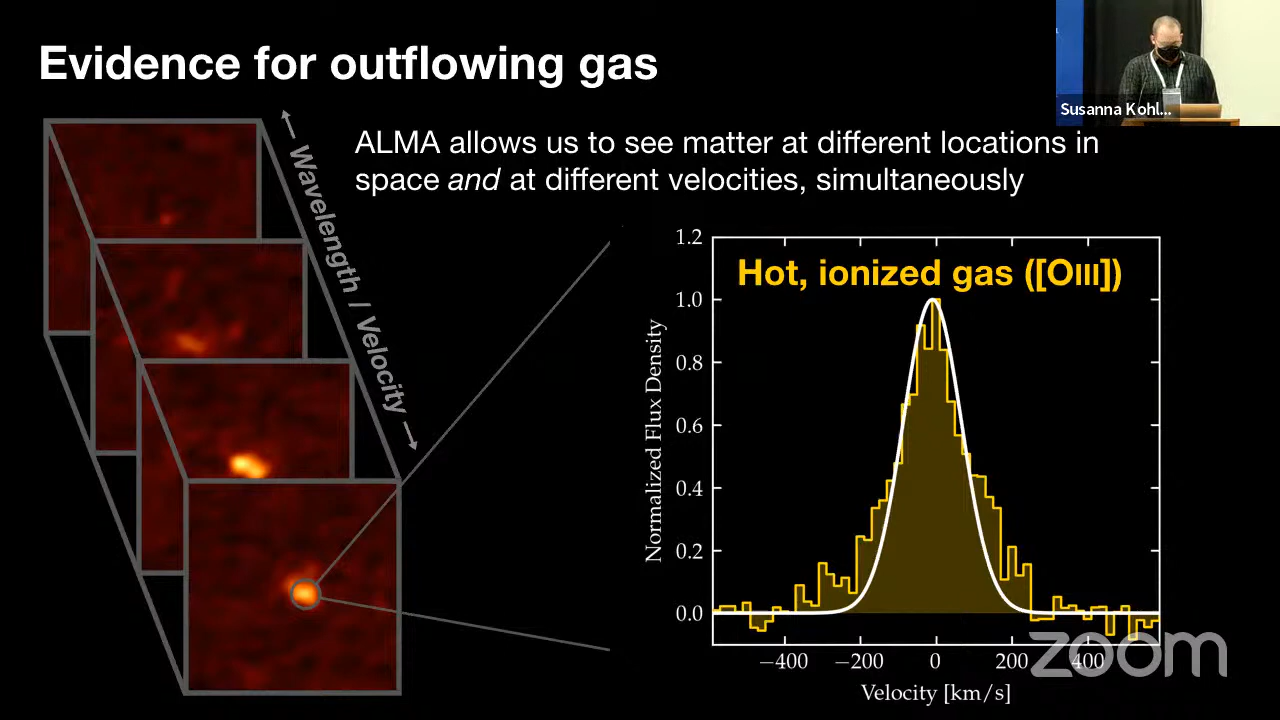 Evidence for outflowing gas
Susanna Kohl...
ALMA allows us to see matter at different locations in
space and at different velocities, simultaneously
Wavelength / Velocity
Hot, ionized gas ([OIII])
1.2
1.0
0.8
0.6
0.4
0.2
0.0
Normalized Flux Density
−400
−200
0
200
400
Velocity [km/s]
zoom